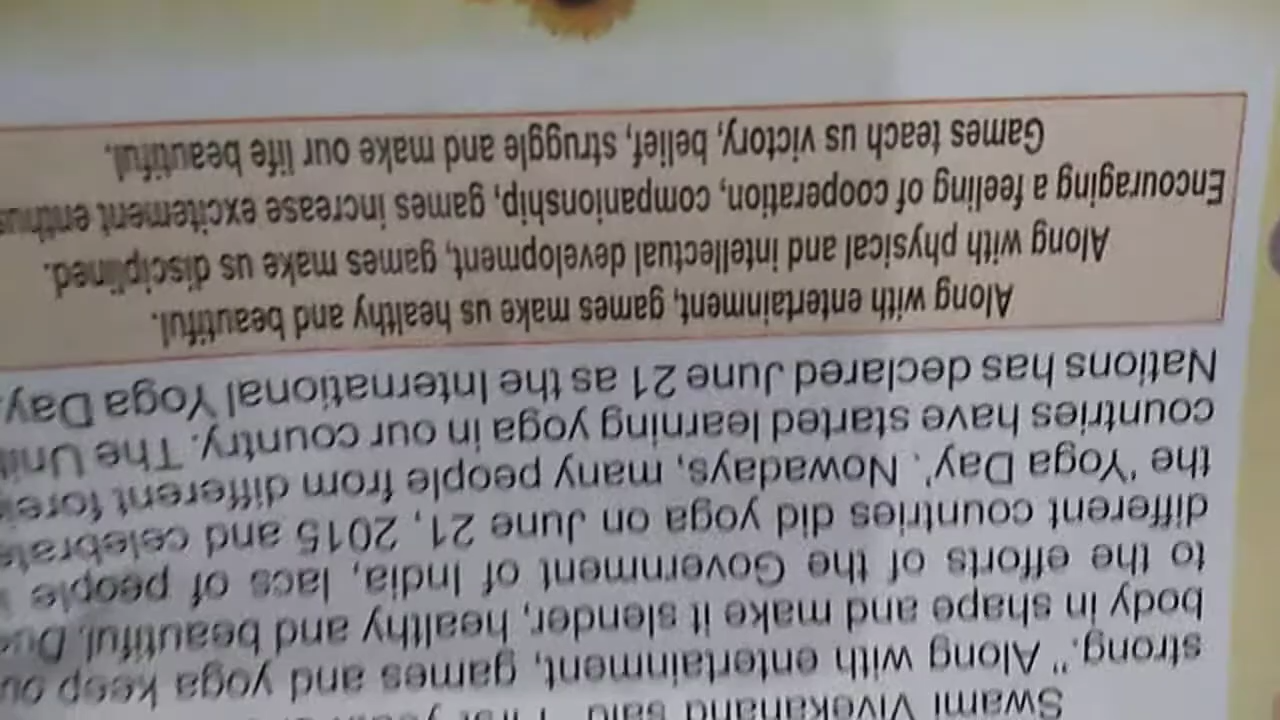 Swami Vivekanand said
strong." Along with entertainment, games and yoga keep
body in shape and make it slender, healthy and beautiful.
to the efforts of the Government of India, lacs of people
different countries did yoga on June 21, 2015 and
the 'Yoga Day'. Nowadays, many people from different
countries have started learning yoga in our country. The
Nations has declared June 21 as the International Yoga Day
Along with entertainment, games make us healthy and beautiful.
Along with physical and intellectual development, games make us disciplined.
Encouraging a feeling of cooperation, companionship, games increase excitement
Games teach us victory, belief, struggle and make our life beautiful.